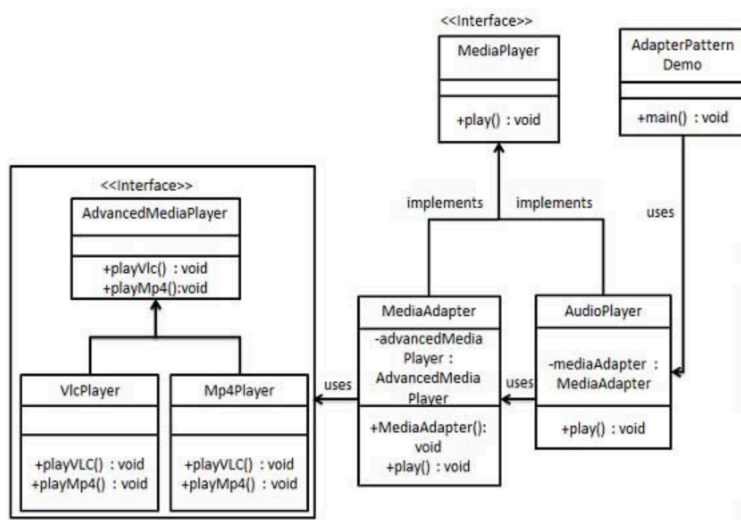 <<Interface>>
MediaPlayer
+play() : void
AdapterPattern
Demo
+main() : void
implements
implements
uses
<<Interface>>
AdvancedMediaPlayer
+playVlc() : void
+playMp4():void
VlcPlayer
+playVLC() : void
+playMp4() : void
Mp4Player
+playVLC() : void
+playMp4() : void
uses
MediaAdapter
-advancedMedia
Player :
AdvancedMedia
Player
+MediaAdapter():
void
+play() : void
uses
AudioPlayer
-mediaAdapter :
MediaAdapter
+play() : void